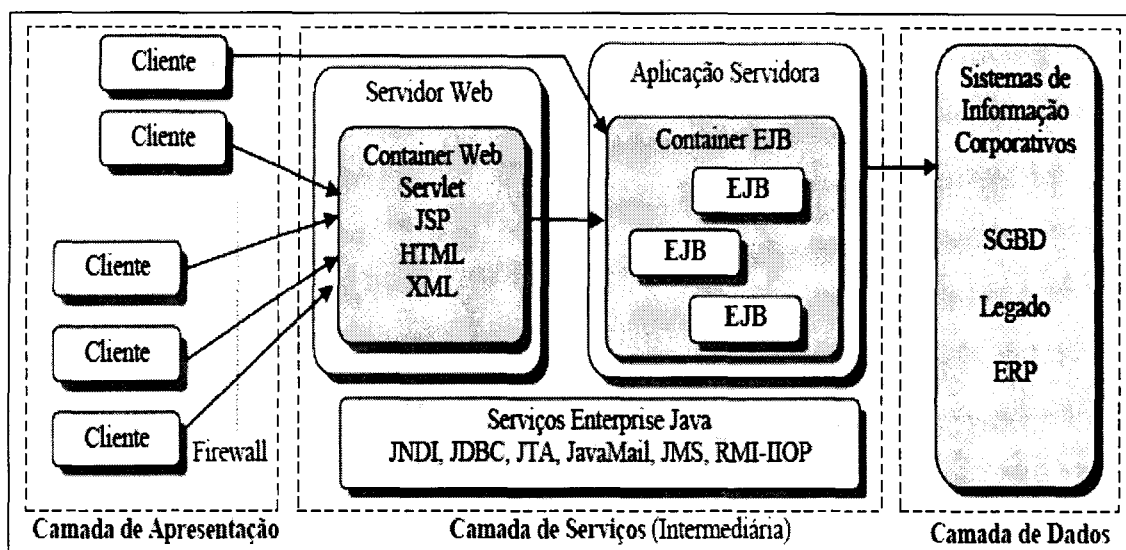 Cliente
Cliente
Cliente
Cliente
Cliente
Firewall
Camada de Apresentação
Servidor Web
Container Web
Servlet
JSP
HTML
XML
Aplicação Servidora
Container EJB
EJB
EJB
EJB
Serviços Enterprise Java
JNDI, JDBC, JTA, JavaMail, JMS, RMI-IIOP
Camada de Serviços (Intermediária)
Sistemas de
Informação
Corporativos
SGBD
Legado
ERP
Camada de Dados